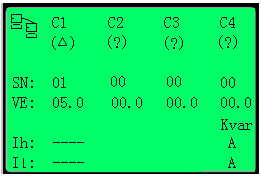 C1 C2 C3 C4
(△) (?) (?) (?)
SN: 01 00 00 00
VE: 05.0 00.0 00.0 00.0
Kvar
Ih: ---- A
Il: ---- A